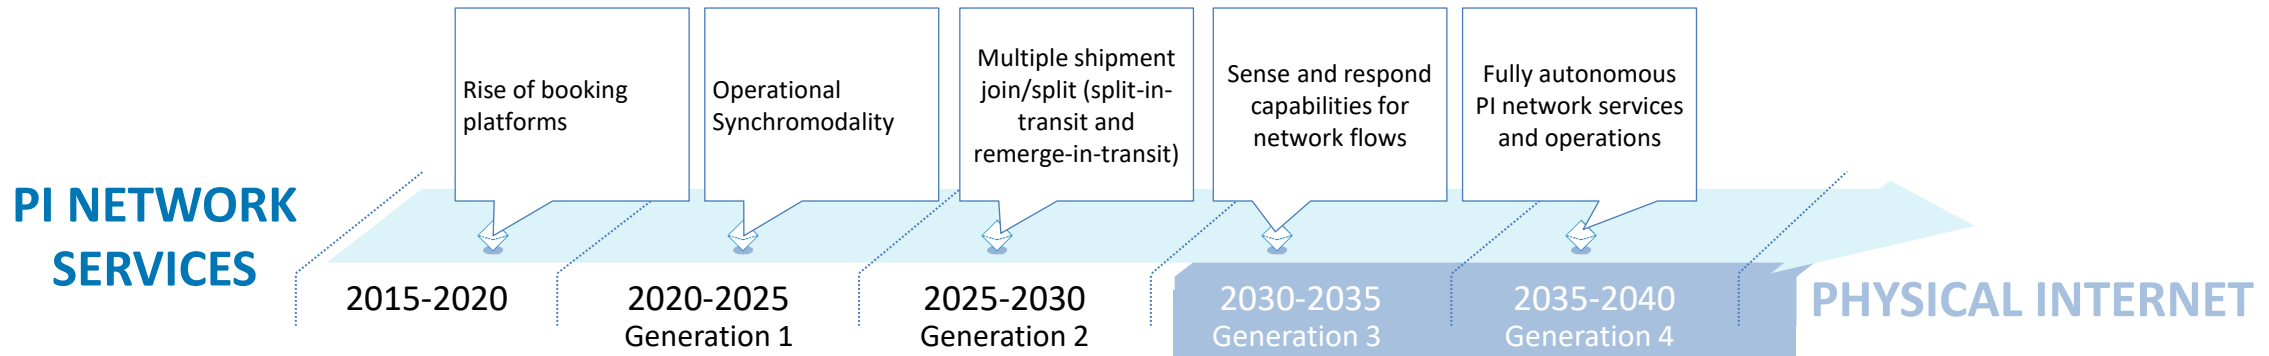 Rise of booking
platforms
Operational
Synchromodality
Multiple shipment
join/split (split-in-
transit and
remerge-in-transit)
Sense and respond
capabilities for
network flows
Fully autonomous
PI network services
and operations
PI NETWORK
SERVICES
2015-2020
2020-2025
Generation 1
2025-2030
Generation 2
2030-2035
Generation 3
2035-2040
Generation 4
PHYSICAL INTERNET